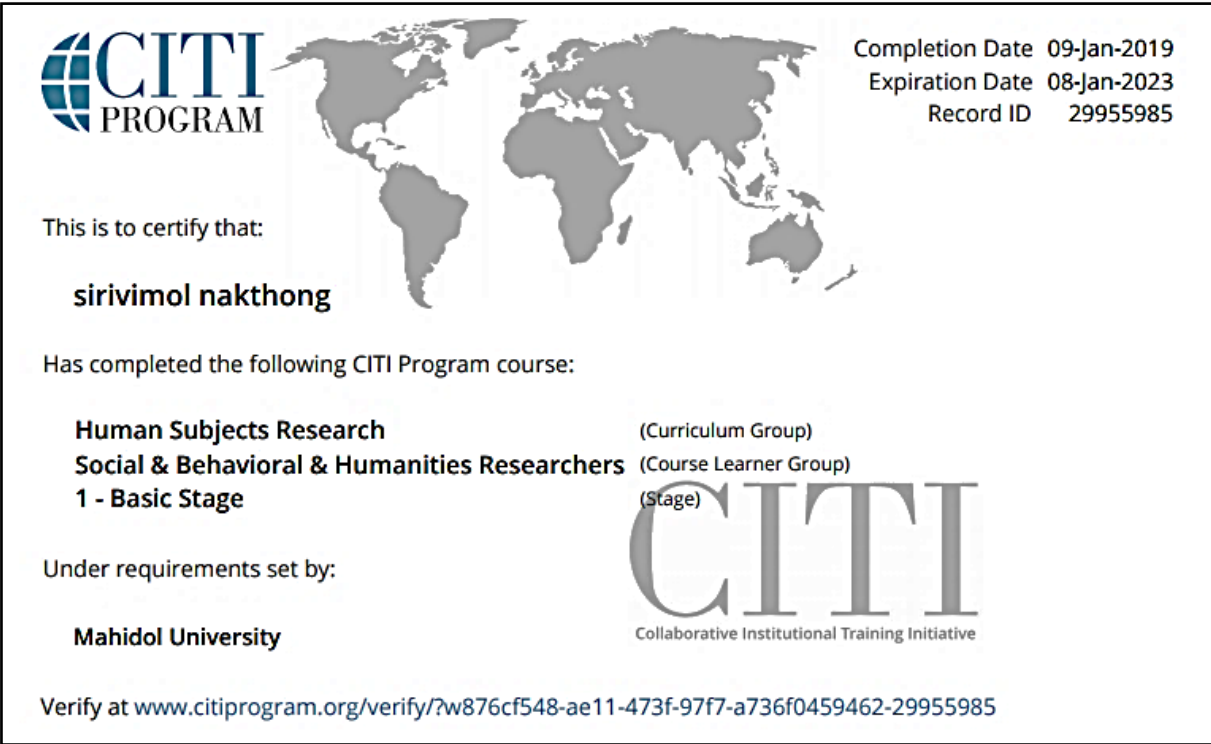 CITI
PROGRAM
Completion Date 09-Jan-2019
Expiration Date 08-Jan-2023
Record ID 29955985
This is to certify that:
sirivimol nakthong
Has completed the following CITI Program course:
Human Subjects Research (Curriculum Group)
Social & Behavioral & Humanities Researchers (Course Learner Group)
1 - Basic Stage (Stage)
Under requirements set by:
Mahidol University
CITI
Collaborative Institutional Training Initiative
Verify at www.citiprogram.org/verify/?w876cf548-ae11-473f-97f7-a736f0459462-29955985